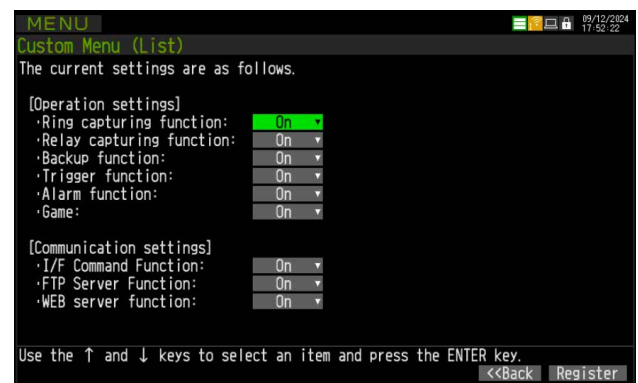 MENU
09/12/2024
17:52:22
Custom Menu (List)
The current settings are as follows.
[Operation settings]
・Ring capturing function: On ▼
・Relay capturing function: On ▼
・Backup function: On ▼
・Trigger function: On ▼
・Alarm function: On ▼
・Game: On ▼
[Communication settings]
・I/F Command Function: On ▼
・FTP Server Function: On ▼
・WEB server function: On ▼
Use the ↑ and ↓ keys to select an item and press the ENTER key.
<<Back Register